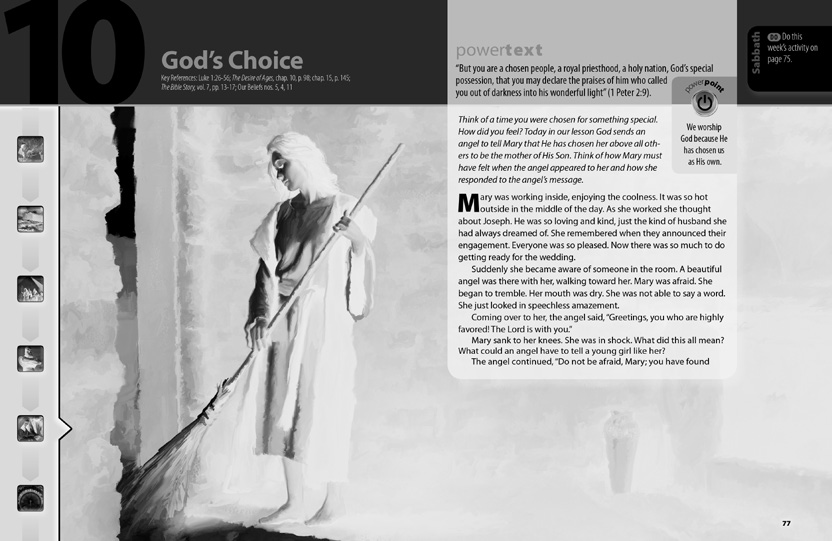 10
God's Choice
Key References: Luke 1:26-56; The Desire of Ages, chap. 10, p. 98; chap. 15, p. 145;
The Bible Story, vol. 7, pp. 13-17; Our Beliefs nos. 5, 4, 11
powertext
"But you are a chosen people, a royal priesthood, a holy nation, God's special
possession, that you may declare the praises of him who called
you out of darkness into his wonderful light" (1 Peter 2:9).
powerpoint
We worship
God because He
has chosen us
as His own.
Sabbath
DO Do this
week's activity on
page 75.
Think of a time you were chosen for something special.
How did you feel? Today in our lesson God sends an
angel to tell Mary that He has chosen her above all oth-
ers to be the mother of His Son. Think of how Mary must
have felt when the angel appeared to her and how she
responded to the angel's message.
Mary was working inside, enjoying the coolness. It was so hot
outside in the middle of the day. As she worked she thought
about Joseph. He was so loving and kind, just the kind of husband she
had always dreamed of. She remembered when they announced their
engagement. Everyone was so pleased. Now there was so much to do
getting ready for the wedding.
Suddenly she became aware of someone in the room. A beautiful
angel was there with her, walking toward her. Mary was afraid. She
began to tremble. Her mouth was dry. She was not able to say a word.
She just looked in speechless amazement.
Coming over to her, the angel said, "Greetings, you who are highly
favored! The Lord is with you."
Mary sank to her knees. She was in shock. What did this all mean?
What could an angel have to tell a young girl like her?
The angel continued, "Do not be afraid, Mary; you have found
77